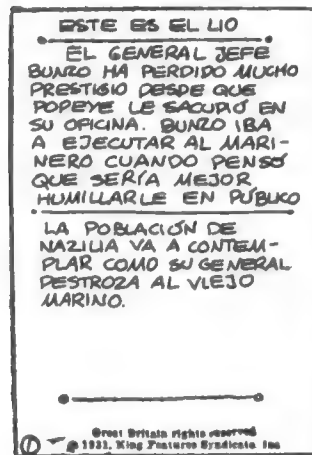 ESTE ES EL LIO
EL GENERAL JEFE
BUNZO HA PERDIDO MUCHO
PRESTIGIO DESDE QUE
POPEYE LE SACUDIÓ EN
SU OFICINA. BUNZO IBA
A EJECUTAR AL MARI-
NERO CUANDO PENSÓ
QUE SERÍA MEJOR
HUMILLARLE EN PÚBLICO
LA POBLACIÓN DE
NAZILIA VA A CONTEM-
PLAR COMO SU GENERAL
DESTROZA AL VIEJO
MARINO.
Great Britain rights reserved
① - © 1931, King Features Syndicate, Inc